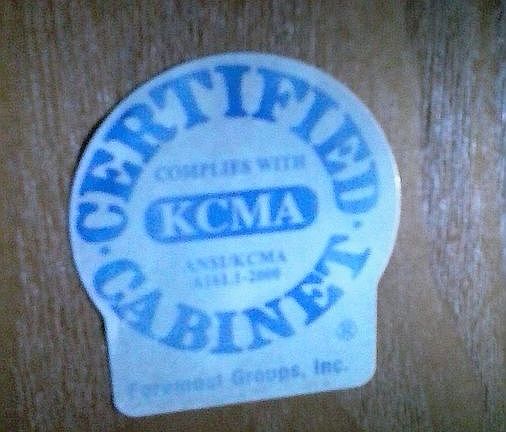 CERTIFIED
COMPLIES WITH
KCMA
ANSI/KCMA
A161.1-2000
CABINET
®
Foremost Groups, Inc.